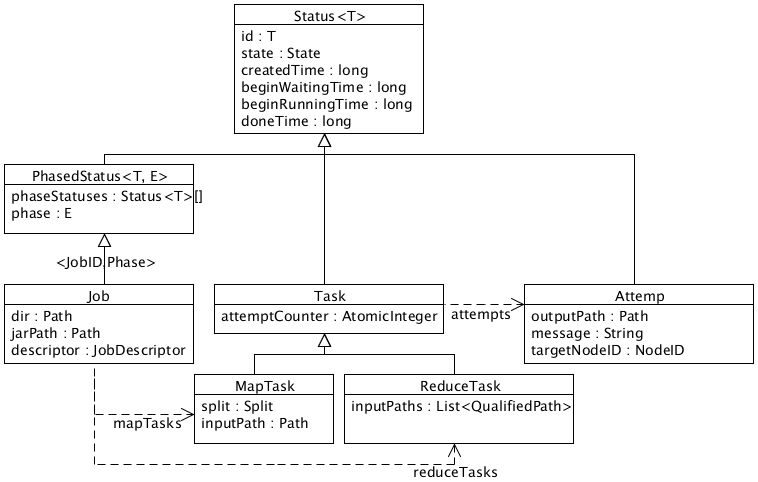 Status<T>
id : T
state : State
createdTime : long
beginWaitingTime : long
beginRunningTime : long
doneTime : long
PhasedStatus<T, E>
phaseStatuses : Status<T>[]
phase : E
<JobID,Phase>
Job
dir : Path
jarPath : Path
descriptor : JobDescriptor
Task
attemptCounter : AtomicInteger
attempts
Attemp
outputPath : Path
message : String
targetNodeID : NodeID
MapTask
split : Split
inputPath : Path
ReduceTask
inputPaths : List<QualifiedPath>
mapTasks
reduceTasks